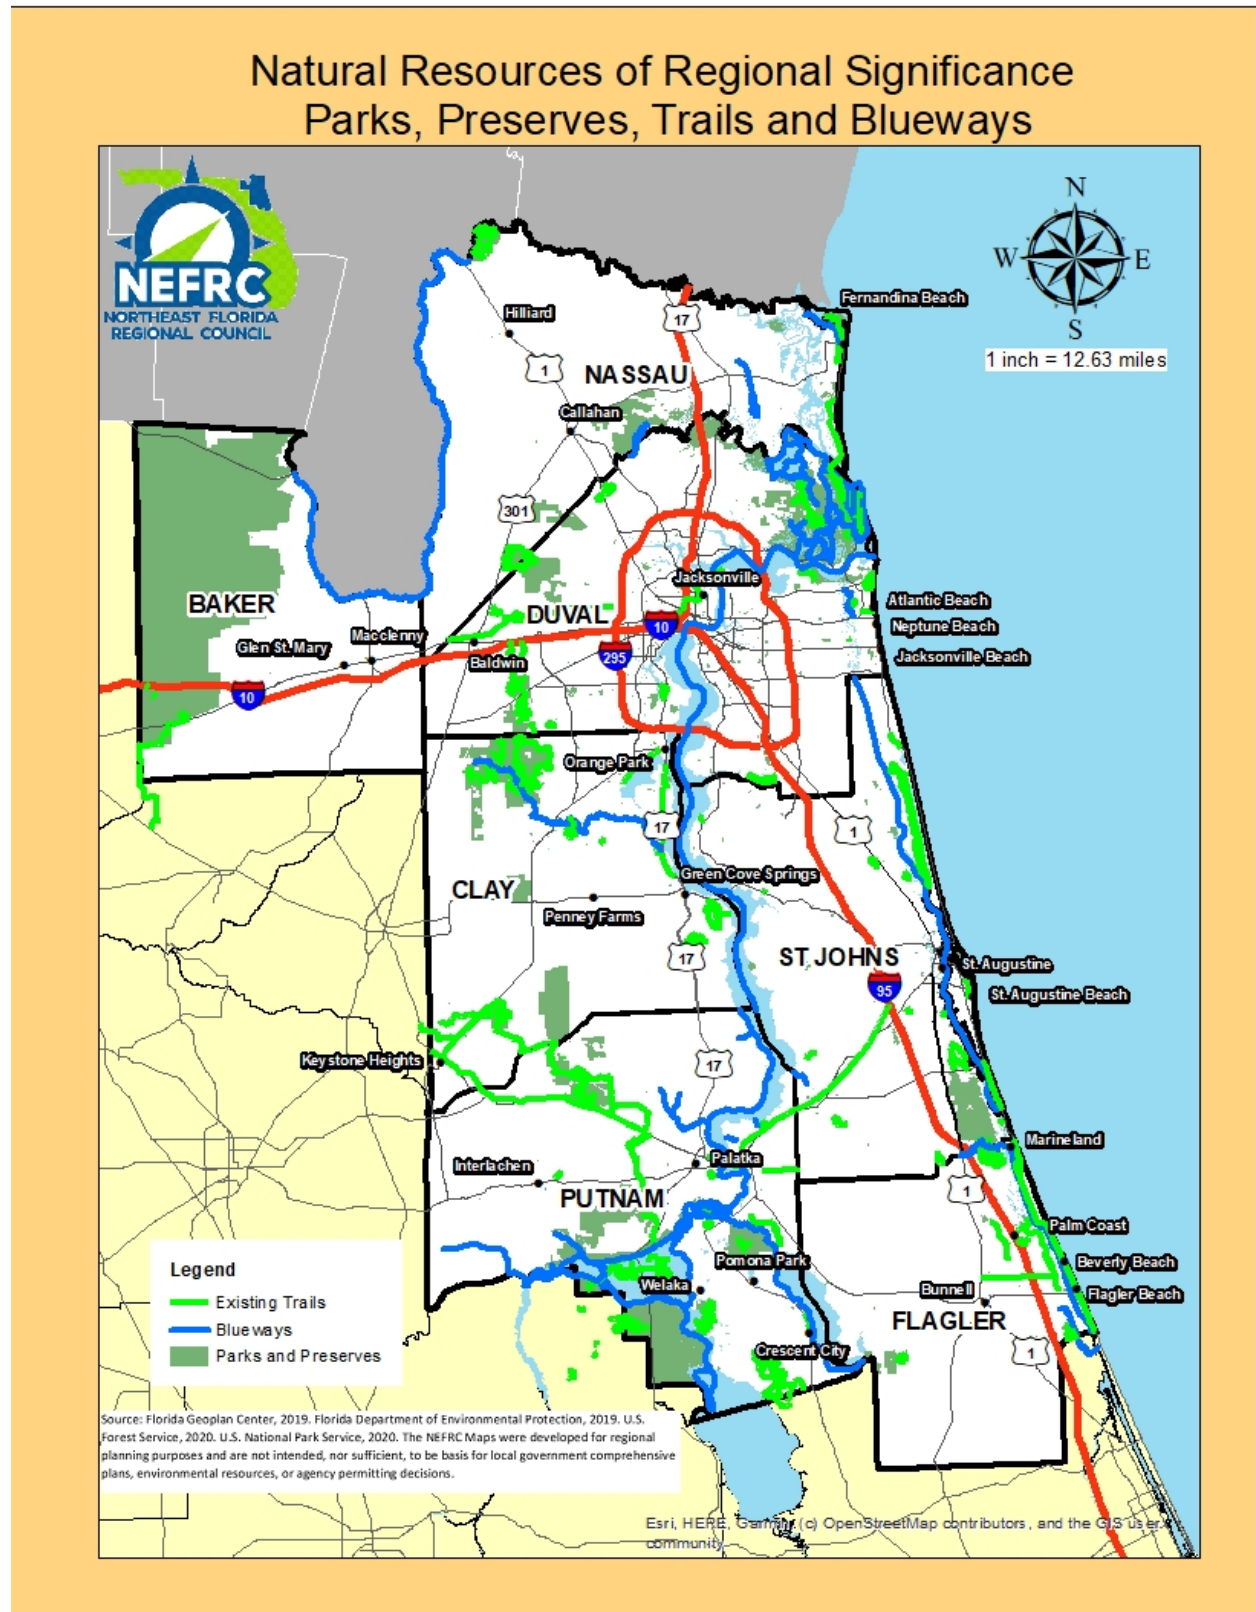 Natural Resources of Regional Significance
Parks, Preserves, Trails and Blueways
NEFRC
NORTHEAST FLORIDA
REGIONAL COUNCIL
N
W
E
S
1 inch = 12.63 miles
Fernandina Beach
Hilliard
17
1
NASSAU
Callahan
301
Jacksonville
BAKER
DUVAL
Atlantic Beach
Neptune Beach
Jacksonville Beach
10
295
Macclenny
Glen St. Mary
Baldwin
10
Orange Park
17
1
Green Cove Springs
CLAY
Penney Farms
17
ST JOHNS
St. Augustine
95
St. Augustine Beach
Keystone Heights
17
Marineland
Palatka
Interlachen
PUTNAM
1
Palm Coast
Pomona Park
Beverly Beach
Welaka
Bunnell
Flagler Beach
FLAGLER
Crescent City
1
Legend
Existing Trails
Blueways
Parks and Preserves
Source: Florida Geoplan Center, 2019. Florida Department of Environmental Protection, 2019. U.S.
Forest Service, 2020. U.S. National Park Service, 2020. The NEFRC Maps were developed for regional
planning purposes and are not intended, nor sufficient, to be basis for local government comprehensive
plans, environmental resources, or agency permitting decisions.
Esri, HERE, Garmin, (c) OpenStreetMap contributors, and the GIS user
community